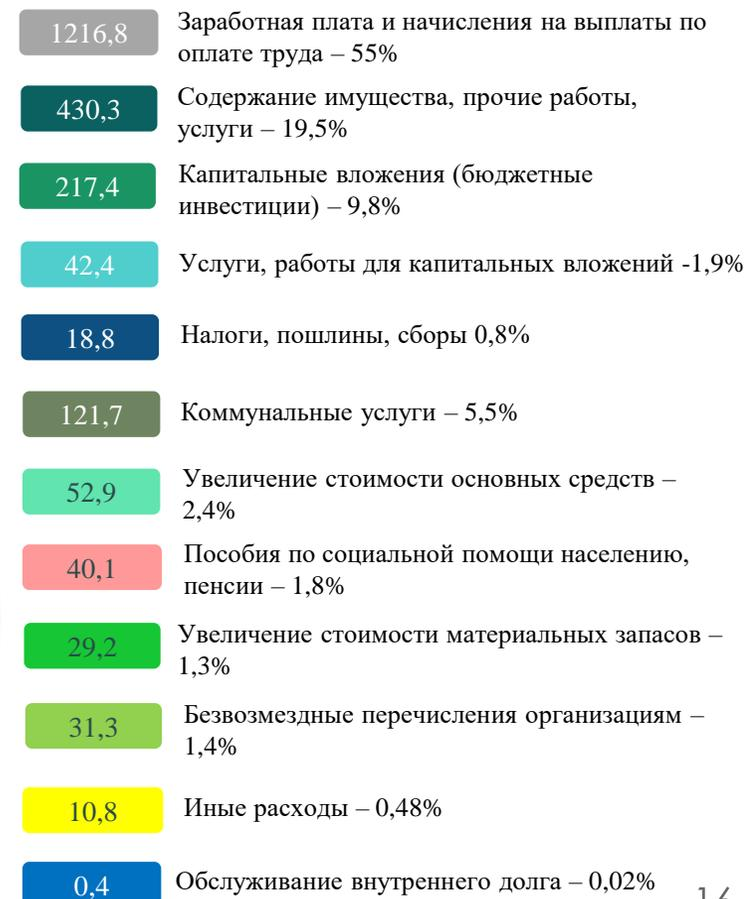 1216,8
Заработная плата и начисления на выплаты по
оплате труда – 55%
430,3
Содержание имущества, прочие работы,
услуги – 19,5%
217,4
Капитальные вложения (бюджетные
инвестиции) – 9,8%
42,4
Услуги, работы для капитальных вложений -1,9%
18,8
Налоги, пошлины, сборы 0,8%
121,7
Коммунальные услуги – 5,5%
52,9
Увеличение стоимости основных средств –
2,4%
40,1
Пособия по социальной помощи населению,
пенсии – 1,8%
29,2
Увеличение стоимости материальных запасов –
1,3%
31,3
Безвозмездные перечисления организациям –
1,4%
10,8
Иные расходы – 0,48%
0,4
Обслуживание внутреннего долга – 0,02%